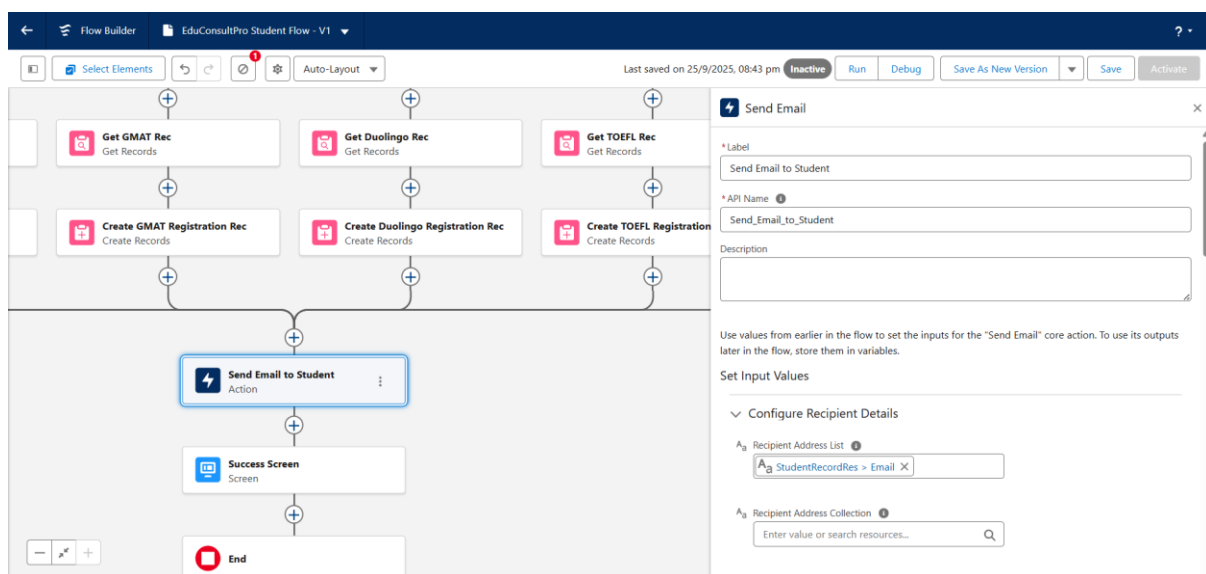 Flow Builder
EduConsultPro Student Flow - V1
?
Select Elements
1
Auto-Layout
Last saved on 25/9/2025, 08:43 pm
Inactive
Run
Debug
Save As New Version
Save
Activate
Get GMAT Rec
Get Records
Get Duolingo Rec
Get Records
Get TOEFL Rec
Get Records
Create GMAT Registration Rec
Create Records
Create Duolingo Registration Rec
Create Records
Create TOEFL Registration
Create Records
Send Email to Student
Action
Success Screen
Screen
End
Send Email
* Label
Send Email to Student
* API Name
Send_Email_to_Student
Description
Use values from earlier in the flow to set the inputs for the "Send Email" core action. To use its outputs
later in the flow, store them in variables.
Set Input Values
Configure Recipient Details
Aa Recipient Address List
Aa StudentRecordRes > Email
Aa Recipient Address Collection
Enter value or search resources...